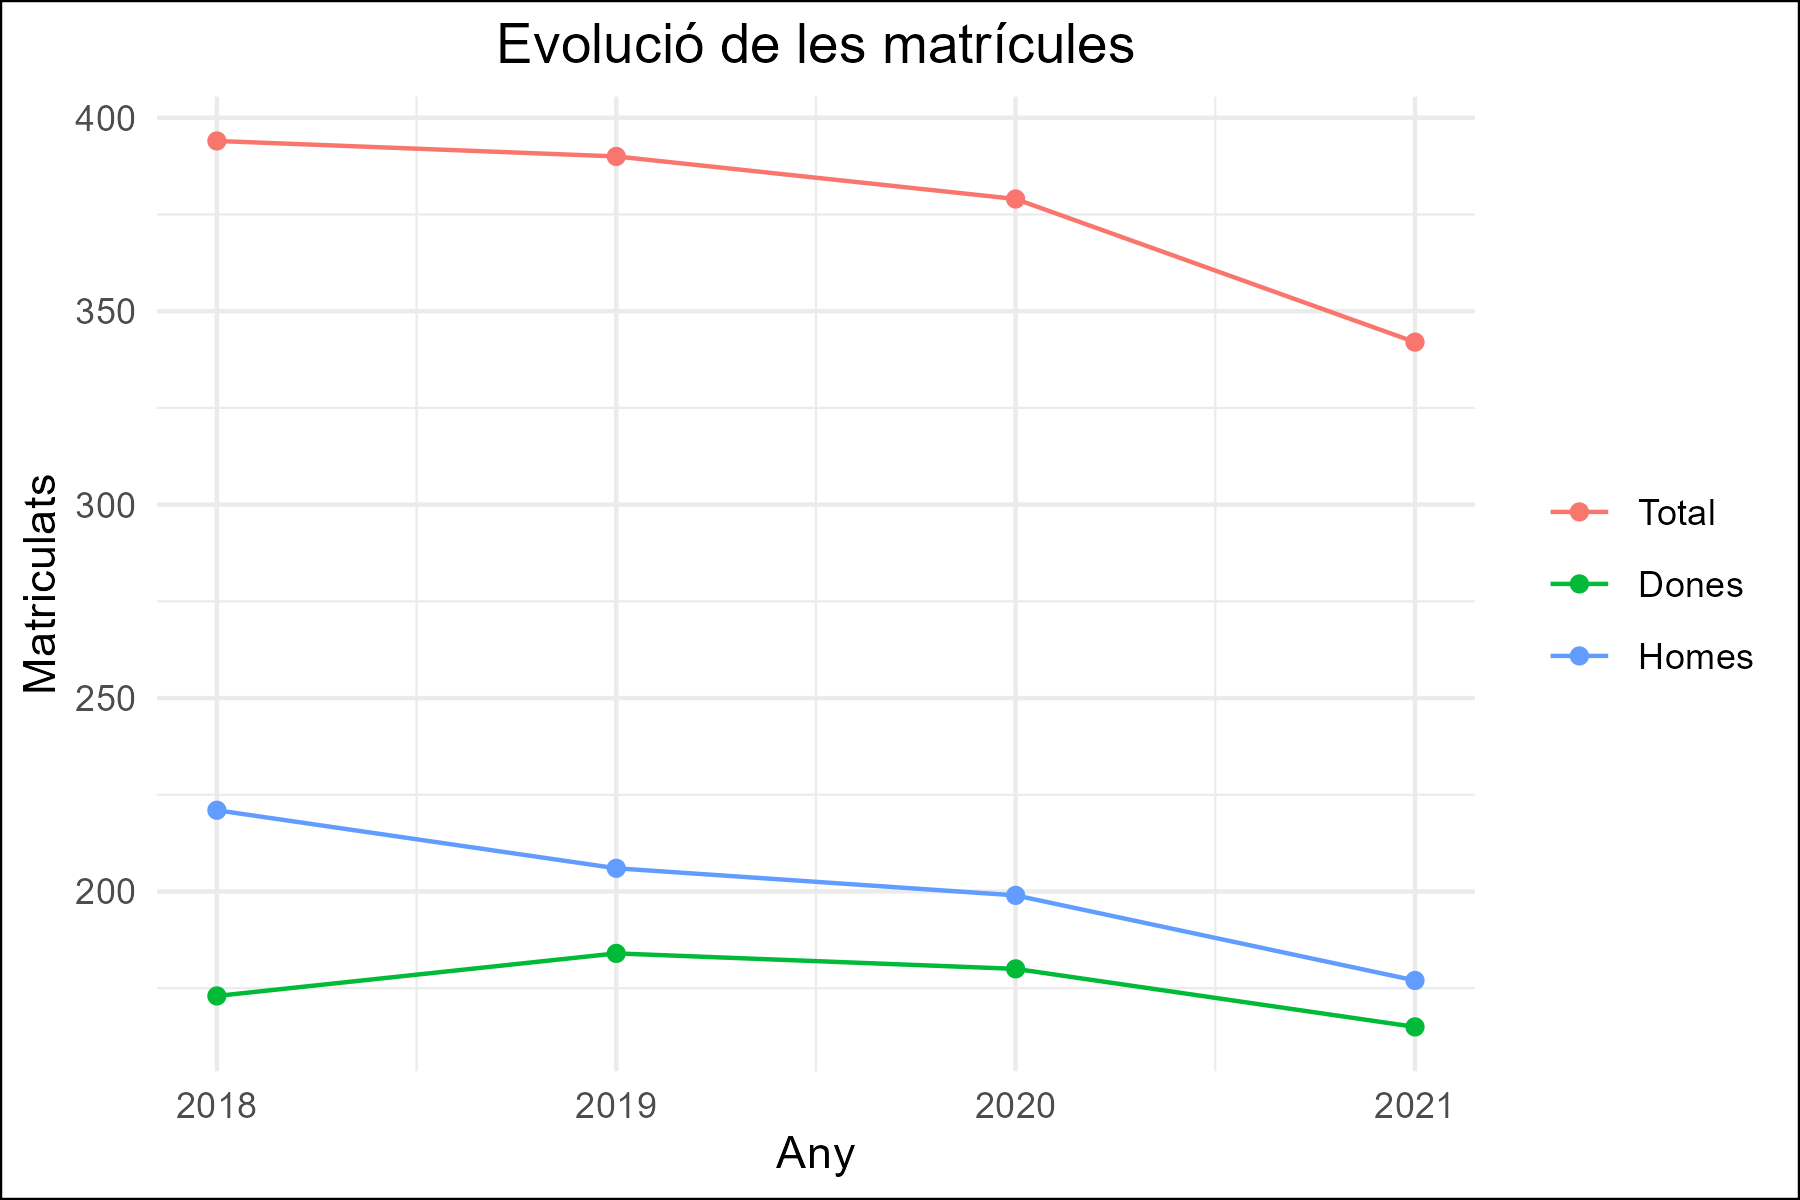 Evolució de les matrícules
400
350
300
250
200
Matriculats
2018
2019
2020
2021
Any
Total
Dones
Homes